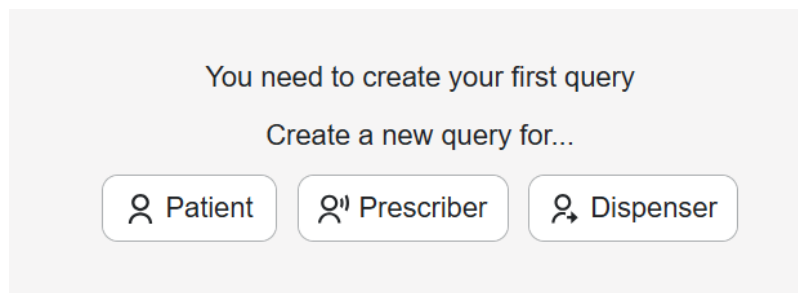 You need to create your first query
Create a new query for...
Patient Prescriber Dispenser